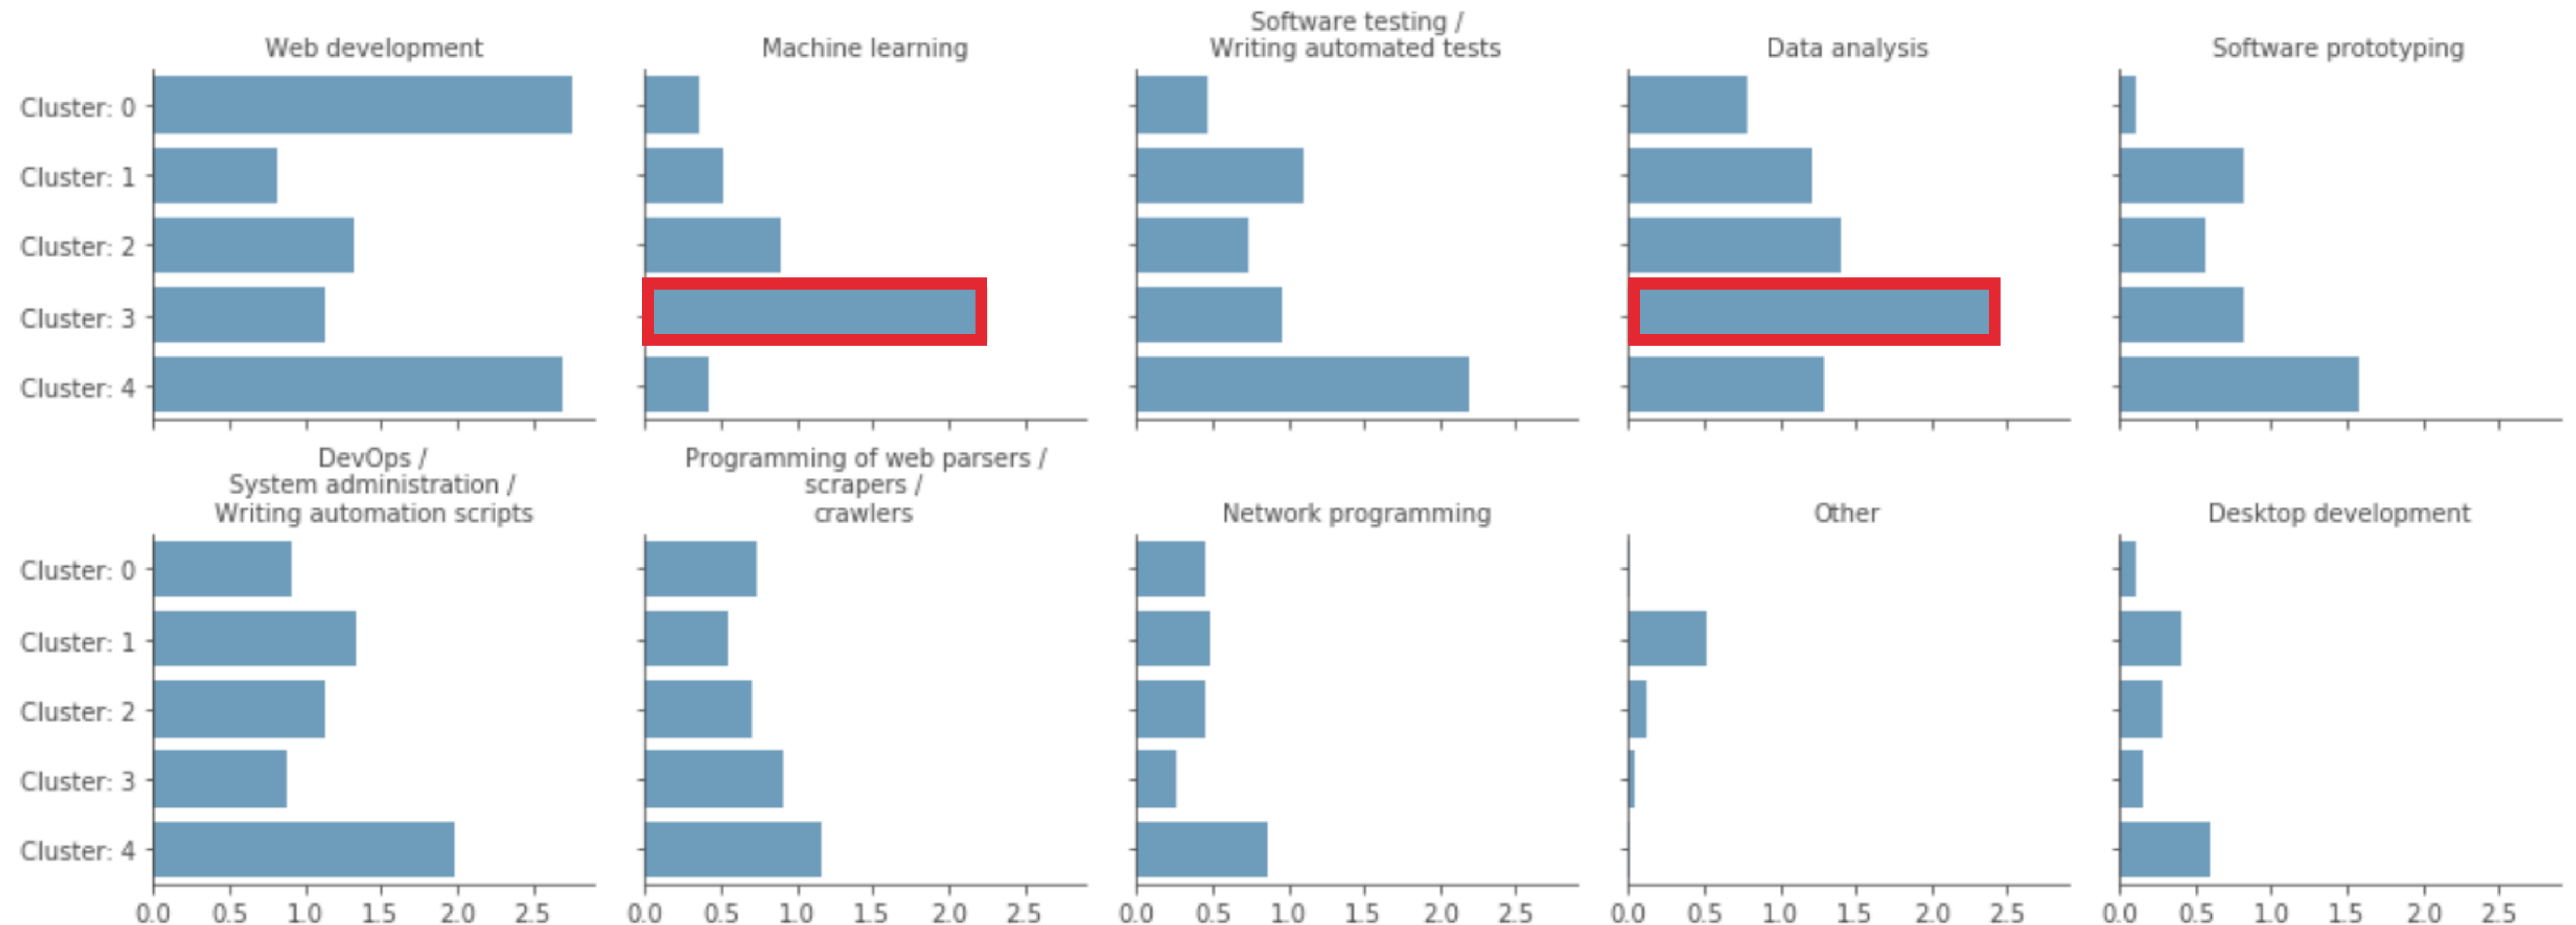 Software testing /
Web development Machine learning Writing automated tests Data analysis Software prototyping
Cluster: 0
Cluster: 1
Cluster: 2
Cluster: 3
Cluster: 4
DevOps / Programming of web parsers /
System administration / scrapers /
Writing automation scripts crawlers Network programming Other Desktop development
Cluster: 0
Cluster: 1
Cluster: 2
Cluster: 3
Cluster: 4
0.0 0.5 1.0 1.5 2.0 2.5 0.0 0.5 1.0 1.5 2.0 2.5 0.0 0.5 1.0 1.5 2.0 2.5 0.0 0.5 1.0 1.5 2.0 2.5 0.0 0.5 1.0 1.5 2.0 2.5